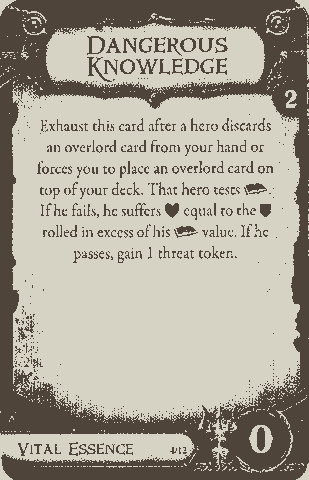 DANGEROUS
KNOWLEDGE
2
Exhaust this card after a hero discards
an overlord card from your hand or
forces you to place an overlord card on
top of your deck. That hero tests .
If he fails, he suffers equal to the
rolled in excess of his value. If he
passes, gain 1 threat token.
VITAL ESSENCE
0